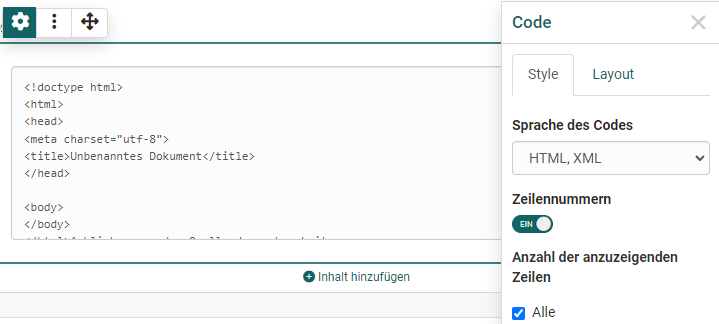 Code
Style
Layout
<!doctype html>
<html>
<head>
<meta charset="utf-8">
<title>Unbenanntes Dokument</title>
</head>
<body>
</body>
Sprache des Codes
HTML, XML
Zeilennummern
EIN
Anzahl der anzuzeigenden
Zeilen
Alle
Inhalt hinzufügen